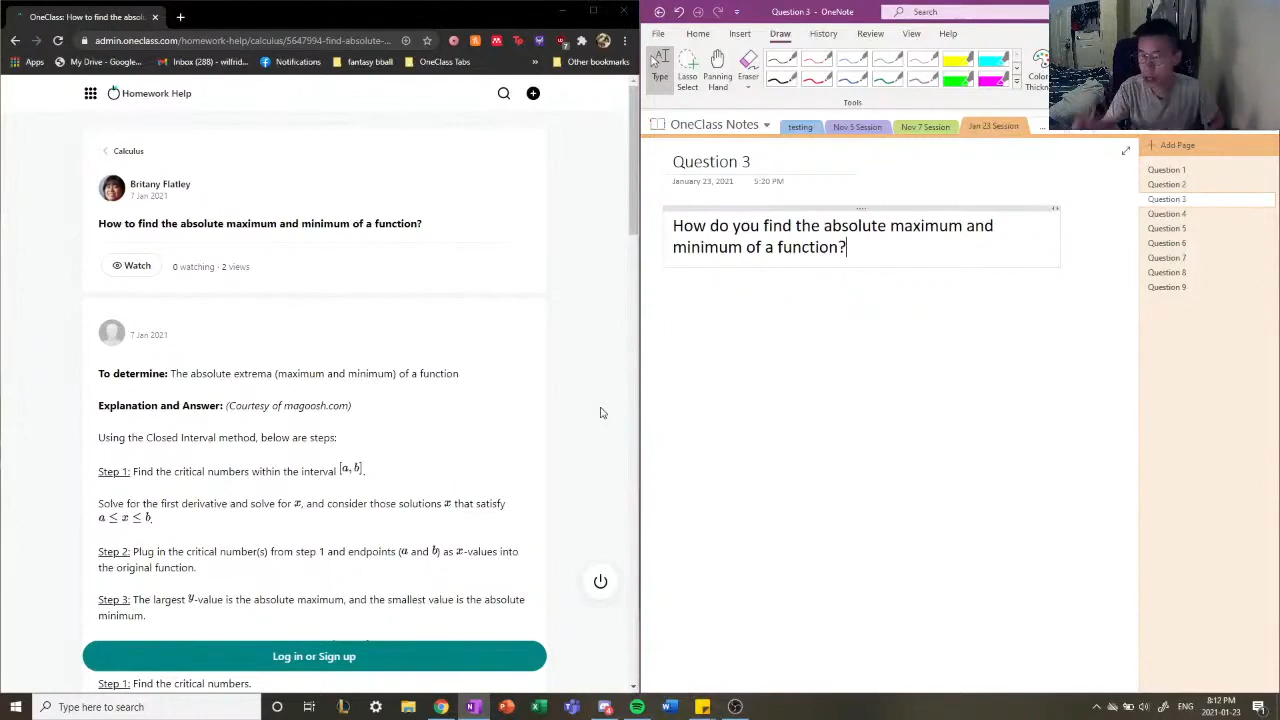 OneClass: How to find the absolu
admin.oneclass.com/homework-help/calculus/5647994-find-absolute-...
Apps
My Drive - Google...
Inbox (288) - wilfrid...
Notifications
fantasy bball
OneClass Tabs
»
Other bookmarks
Homework Help
Calculus
Britany Flatley
7 Jan 2021
How to find the absolute maximum and minimum of a function?
Watch
0 watching · 2 views
7 Jan 2021
To determine: The absolute extrema (maximum and minimum) of a function
Explanation and Answer: (Courtesy of magoosh.com)
Using the Closed Interval method, below are steps:
Step 1: Find the critical numbers within the interval [a, b].
Solve for the first derivative and solve for x, and consider those solutions x that satisfy
a ≤ x ≤ b.
Step 2: Plug in the critical number(s) from step 1 and endpoints (a and b) as x-values into
the original function.
Step 3: The largest y-value is the absolute maximum, and the smallest value is the absolute
minimum.
Log in or Sign up
Step 1: Find the critical numbers.
Question 3 - OneNote
Search
File Home Insert Draw History Review View Help
Type
Lasso
Select
Panning
Hand
Eraser
Color
Thickn
Tools
OneClass Notes
testing
Nov 5 Session
Nov 7 Session
Jan 23 Session
...
Question 3
January 23, 2021 5:20 PM
How do you find the absolute maximum and
minimum of a function?
Add Page
Question 1
Question 2
Question 3
Question 4
Question 5
Question 6
Question 7
Question 8
Question 9
Type here to search
ENG
8:12 PM
2021-01-23